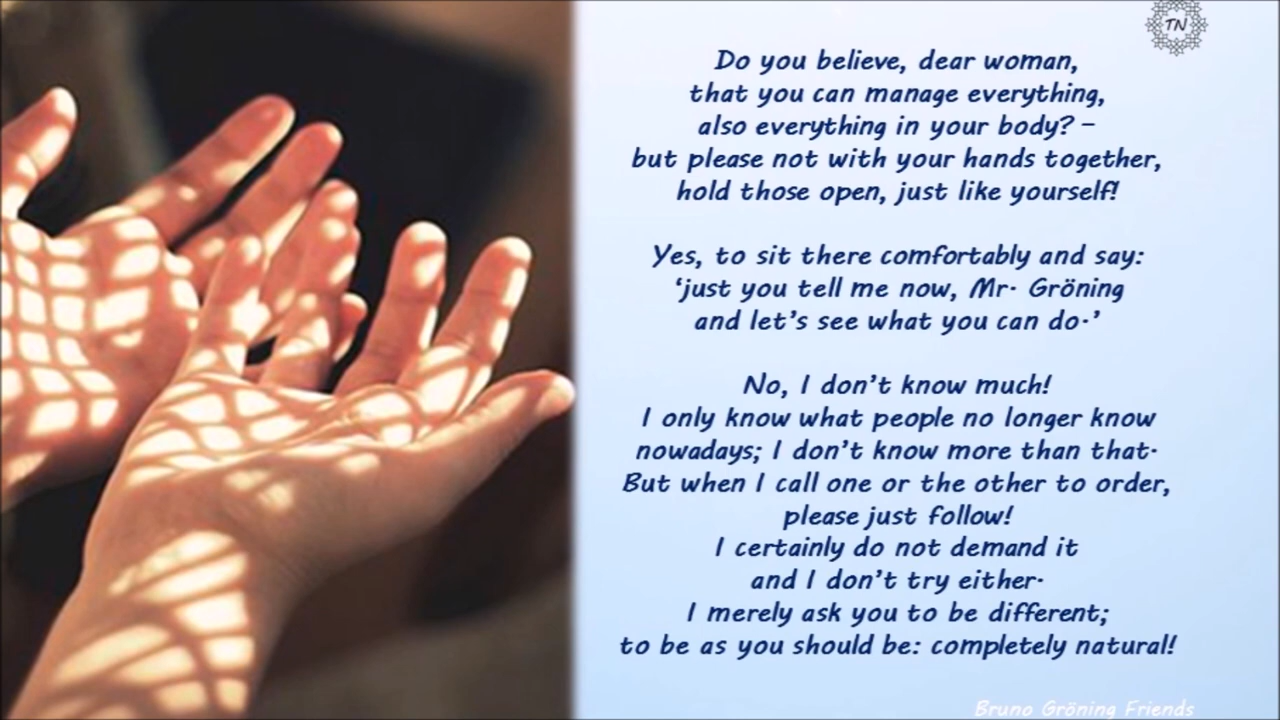 TN
Do you believe, dear woman,
that you can manage everything,
also everything in your body? –
but please not with your hands together,
hold those open, just like yourself!
Yes, to sit there comfortably and say:
‘just you tell me now, Mr. Gröning
and let’s see what you can do.’
No, I don’t know much!
I only know what people no longer know
nowadays; I don’t know more than that.
But when I call one or the other to order,
please just follow!
I certainly do not demand it
and I don’t try either.
I merely ask you to be different;
to be as you should be: completely natural!
Bruno Gröning Friends